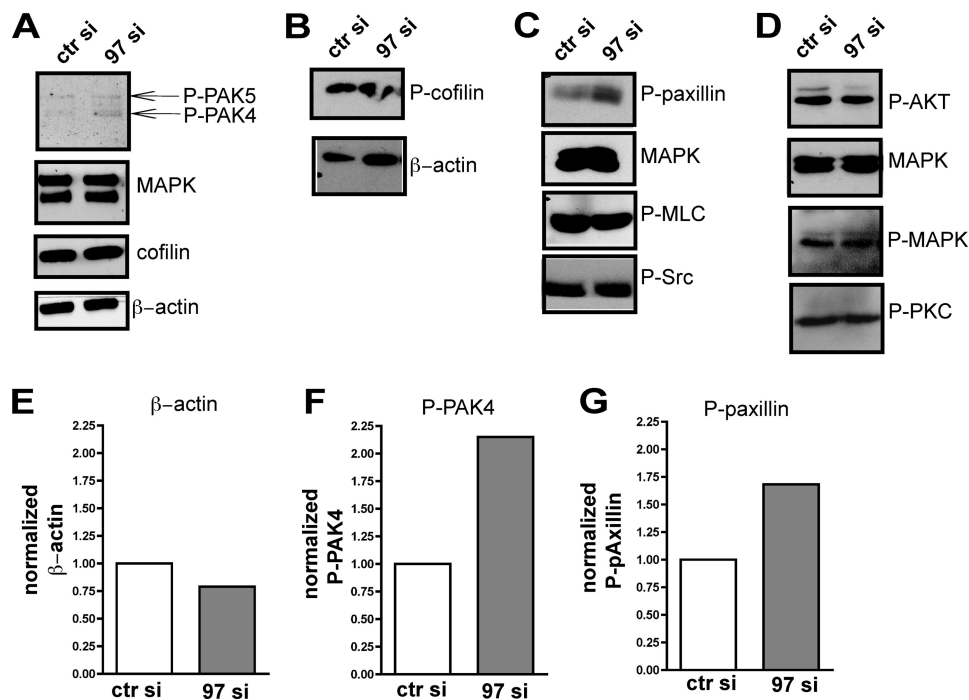 A
ctr si
97 si
P-PAK5
P-PAK4
MAPK
cofilin
β-actin
B
ctr si
97 si
P-cofilin
β-actin
C
ctr si
97 si
P-paxillin
MAPK
P-MLC
P-Src
D
ctr si
97 si
P-AKT
MAPK
P-MAPK
P-PKC
E
β-actin
normalized
β-actin
2.25
2.00
1.75
1.50
1.25
1.00
0.75
0.50
0.25
0.00
ctr si
97 si
F
P-PAK4
normalized
P-PAK4
2.25
2.00
1.75
1.50
1.25
1.00
0.75
0.50
0.25
0.00
ctr si
97 si
G
P-paxillin
normalized
P-pAxillin
2.25
2.00
1.75
1.50
1.25
1.00
0.75
0.50
0.25
0.00
ctr si
97 si